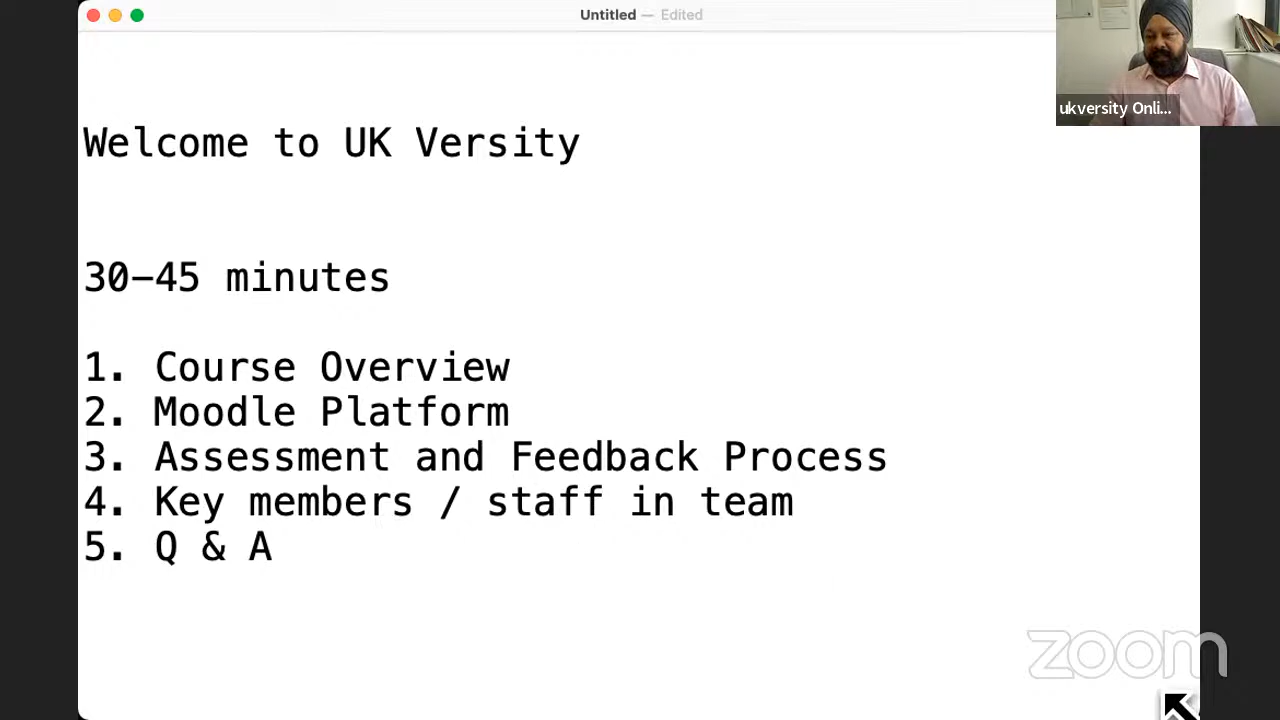 Untitled — Edited
ukversity Onli...
Welcome to UK Versity
30-45 minutes
1. Course Overview
2. Moodle Platform
3. Assessment and Feedback Process
4. Key members / staff in team
5. Q & A
zoom